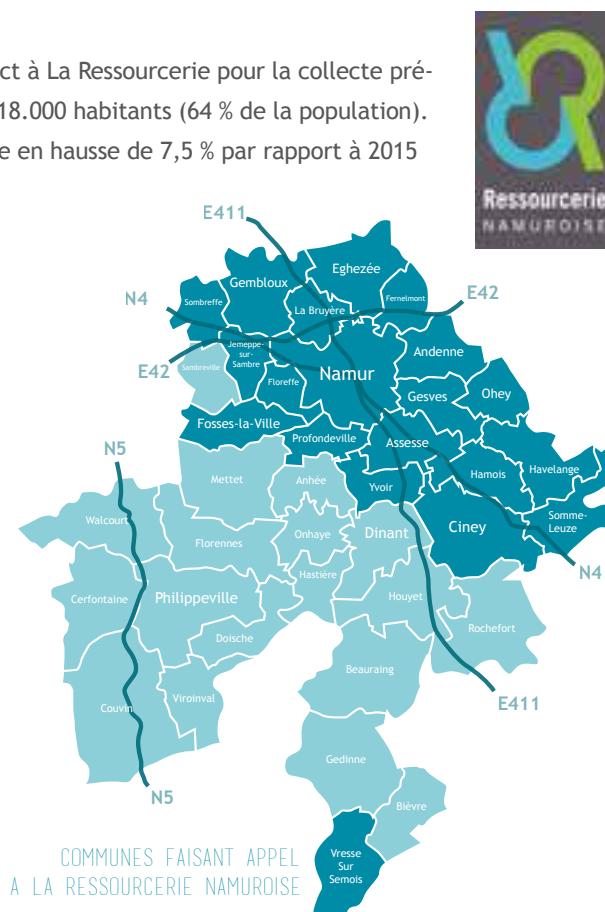 ct à La Ressourcerie pour la collecte pré-
18.000 habitants (64 % de la population).
e en hausse de 7,5 % par rapport à 2015
Ressourcerie
NAMUROISE
E411
Eghezée
Gembloux
N4
Sombreffe
La Bruyère
Fernelmont
E42
Jemeppe-
sur-
Sambre
Andenne
E42
Sambreville
Floreffe
Namur
Gesves
Ohey
Fosses-la-Ville
Profondeville
Assesse
N5
Mettet
Anhée
Yvoir
Hamois
Havelange
Walcourt
Florennes
Onhaye
Dinant
Ciney
Somme-
Leuze
N4
Hastière
Cerfontaine
Philippeville
Houyet
Rochefort
Doische
Beauraing
Couvin
Viroinval
E411
Gedinne
N5
Bièvre
COMMUNES FAISANT APPEL
A LA RESSOURCERIE NAMUROISE
Vresse
Sur
Semois